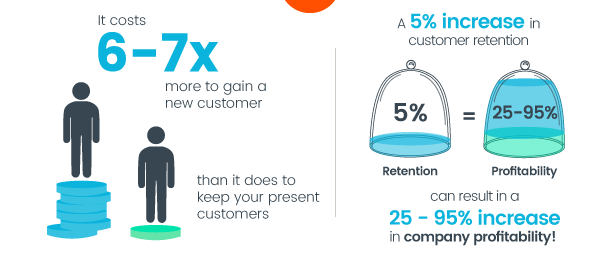 It costs
6-7x
more to gain a
new customer
than it does to
keep your present
customers
A 5% increase in
customer retention
5%
=
25-95%
Retention
Profitability
can result in a
25 - 95% increase
in company profitability!